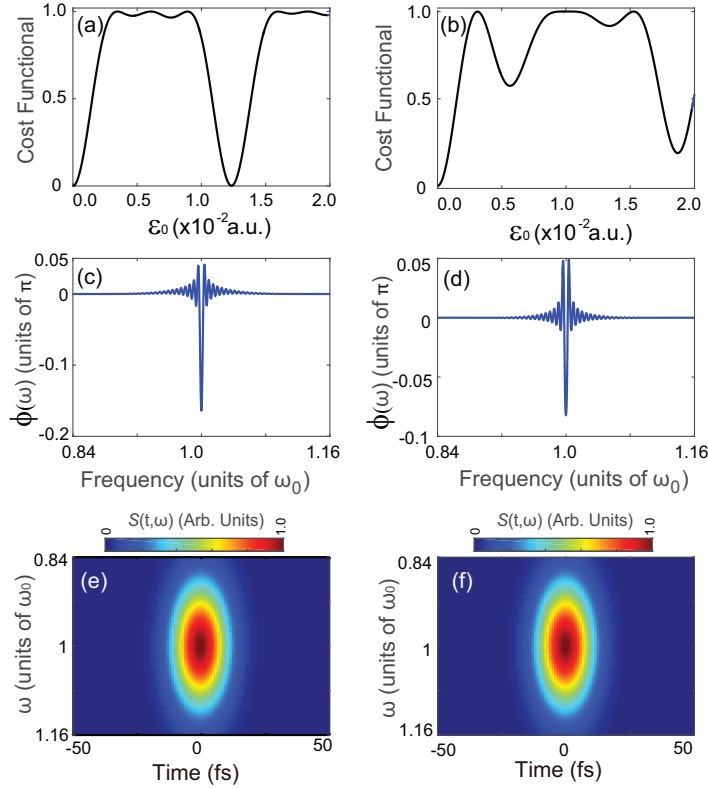 (a)
Cost Functional
1.0
0.5
0
0.0 0.5 1.0 1.5 2.0
ε₀ (x10⁻² a.u.)
(b)
Cost Functional
1.0
0.5
0
0.0 0.5 1.0 1.5 2.0
ε₀ (x10⁻² a.u.)
(c)
ϕ(ω) (units of π)
0.05
0
-0.1
-0.2
0.84 1.0 1.16
Frequency (units of ω₀)
(d)
ϕ(ω) (units of π)
0.05
0
-0.05
-0.1
0.84 1.0 1.16
Frequency (units of ω₀)
S(t,ω) (Arb. Units)
0 1.0
(e)
ω (units of ω₀)
0.84
1
1.16
-50 0 50
Time (fs)
S(t,ω) (Arb. Units)
0 1.0
(f)
ω (units of ω₀)
0.84
1
1.16
-50 0 50
Time (fs)